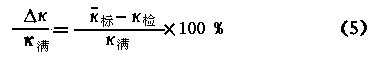 Δκ/κ满 = (κ̄标 − κ检)/κ满 × 100 % (5)